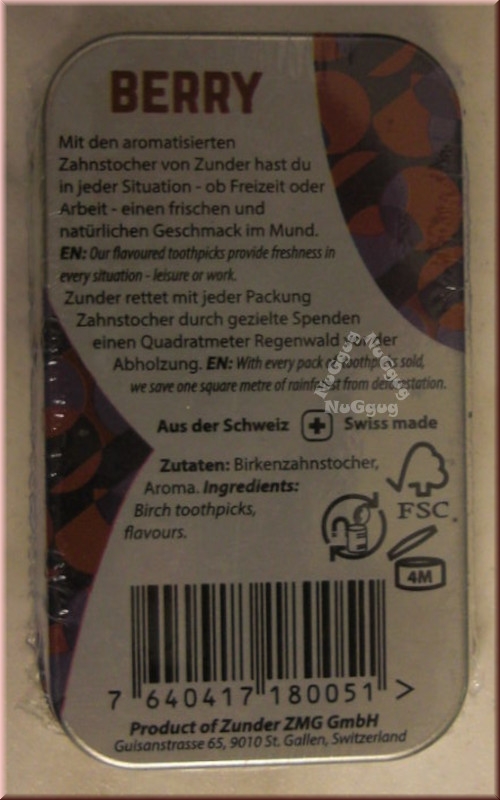 BERRY
Mit den aromatisierten
Zahnstocher von Zunder hast du
in jeder Situation - ob Freizeit oder
Arbeit - einen frischen und
natürlichen Geschmack im Mund.
EN: Our flavoured toothpicks provide freshness in
every situation - leisure or work.
Zunder rettet mit jeder Packung
Zahnstocher durch gezielte Spenden
einen Quadratmeter Regenwald vor der
Abholzung. EN: With every pack of toothpicks sold,
we save one square metre of rainforest from deforestation.
NuGgug NuGgug
NuGgug
Aus der Schweiz Swiss made
Zutaten: Birkenzahnstocher,
Aroma. Ingredients:
Birch toothpicks,
flavours.
FSC
4M
7 640417 180051 >
Product of Zunder ZMG GmbH
Guisanstrasse 65, 9010 St. Gallen, Switzerland